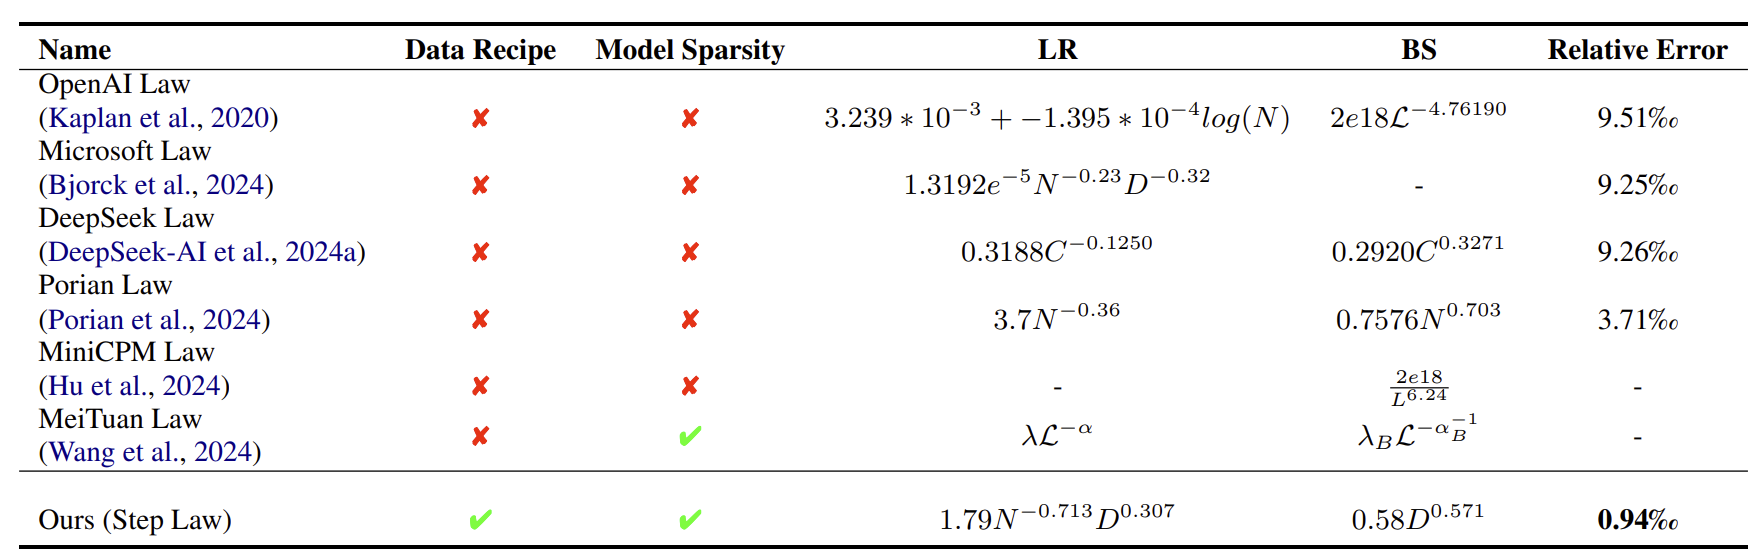 Name Data Recipe Model Sparsity LR BS Relative Error
OpenAI Law
(Kaplan et al., 2020) ✘ ✘ 3.239 ∗ 10^{−3} + −1.395 ∗ 10^{−4}log(N) 2e18ℒ^{−4.76190} 9.51‰
Microsoft Law
(Bjorck et al., 2024) ✘ ✘ 1.3192e^{−5}N^{−0.23}D^{−0.32} - 9.25‰
DeepSeek Law
(DeepSeek-AI et al., 2024a) ✘ ✘ 0.3188C^{−0.1250} 0.2920C^{0.3271} 9.26‰
Porian Law
(Porian et al., 2024) ✘ ✘ 3.7N^{−0.36} 0.7576N^{0.703} 3.71‰
MiniCPM Law
(Hu et al., 2024) ✘ ✘ - \frac{2e18}{L^{6.24}} -
MeiTuan Law
(Wang et al., 2024) ✘ ✔ λℒ^{−α} λ_Bℒ^{−α_B^{−1}} -
Ours (Step Law) ✔ ✔ 1.79N^{−0.713}D^{0.307} 0.58D^{0.571} 0.94‰